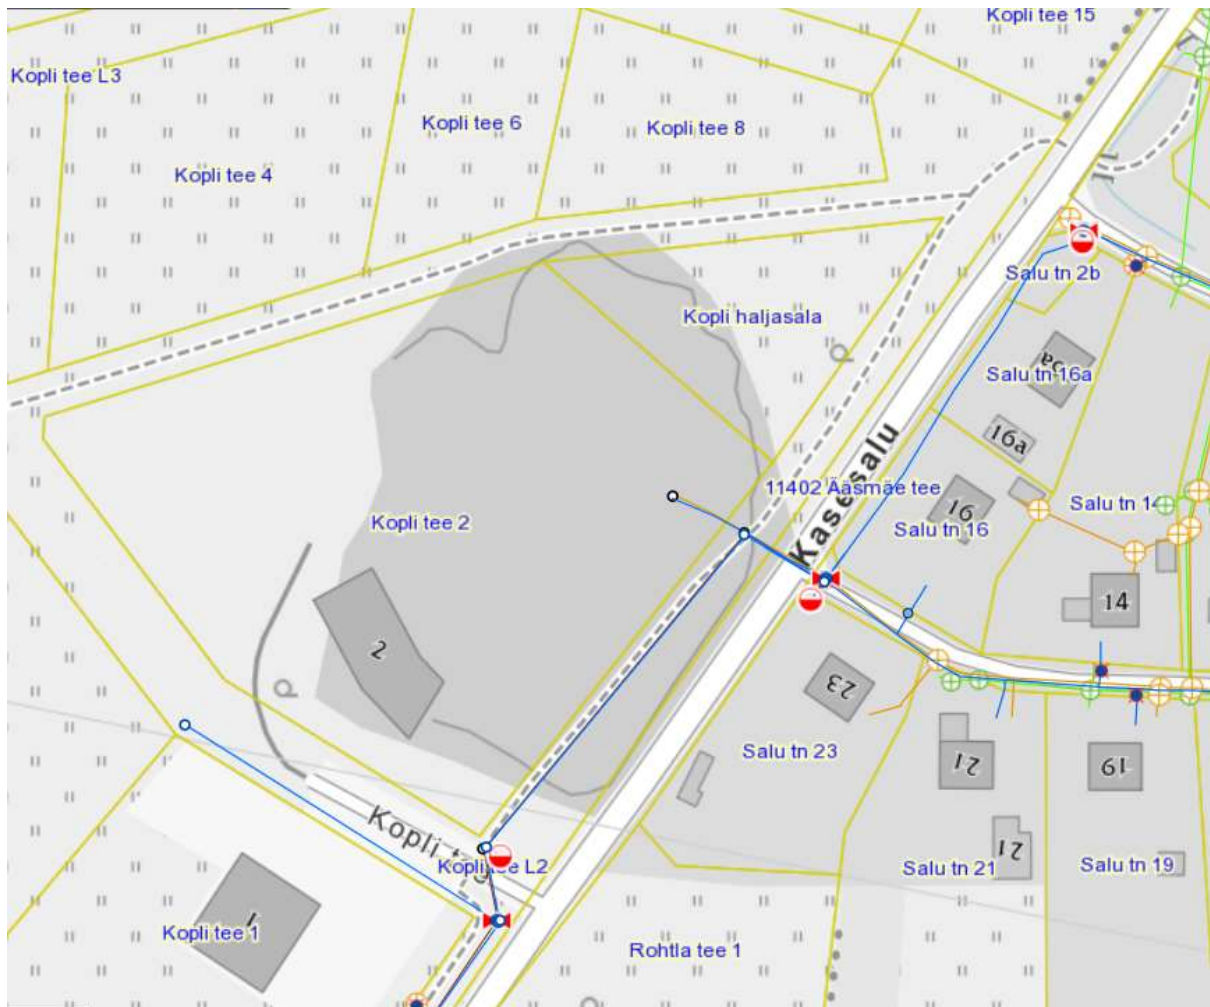 Kopli tee 15
Kopli tee L3
Kopli tee 6
Kopli tee 8
Kopli tee 4
Salu tn 2b
Kopli haljasala
Salu tn 16a
16a
Kasesalu
11402 Ääsmäe tee
Salu tn 14
16
Salu tn 16
Kopli tee 2
14
2
23
Salu tn 23
21
19
Kopli tee L2
21
Salu tn 21
Salu tn 19
1
Kopli tee 1
Rohtla tee 1